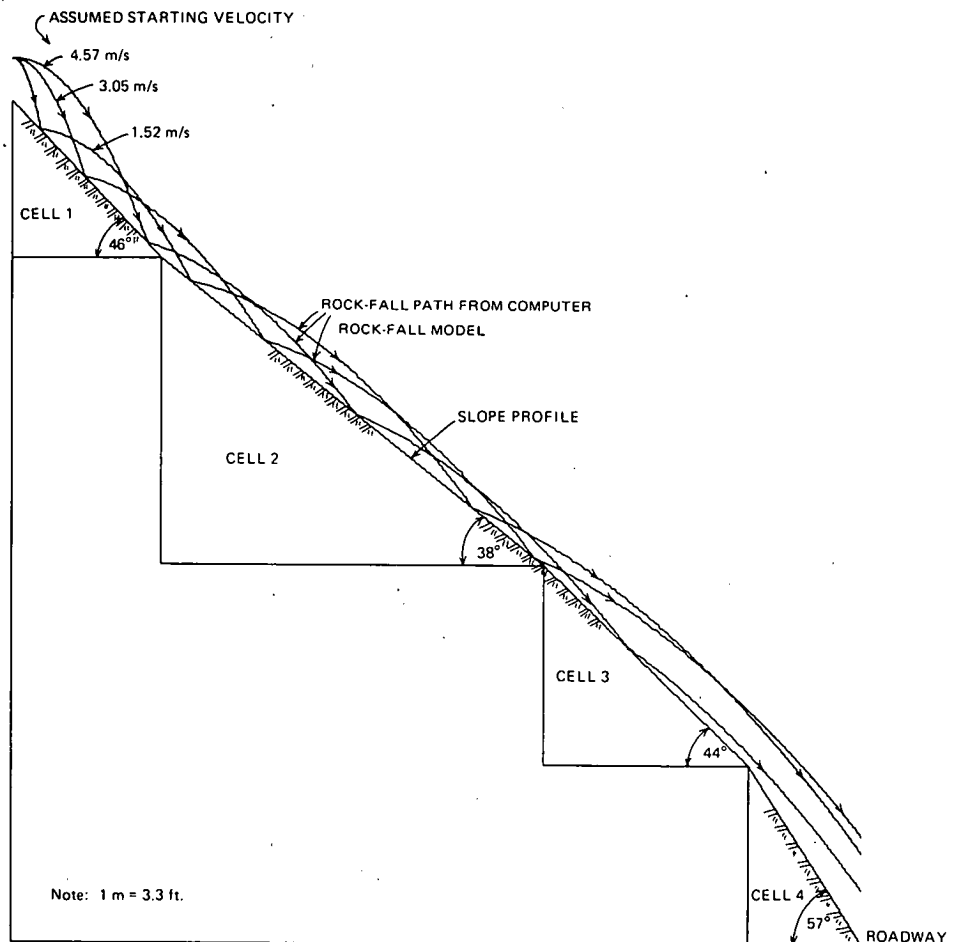 ASSUMED STARTING VELOCITY
4.57 m/s
3.05 m/s
1.52 m/s
CELL 1
46°
ROCK-FALL PATH FROM COMPUTER
ROCK-FALL MODEL
SLOPE PROFILE
CELL 2
38°
CELL 3
44°
Note: 1 m = 3.3 ft.
CELL 4
57°
ROADWAY